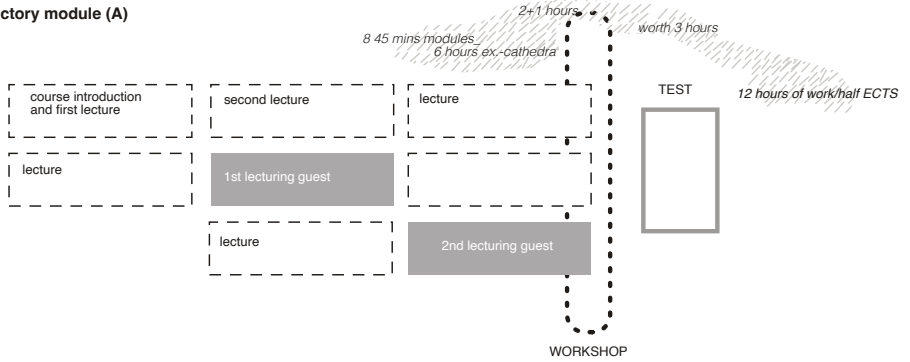 ctory module (A)
2+1 hours
8 45 mins modules_
6 hours ex.-cathedra
worth 3 hours
12 hours of work/half ECTS
course introduction
and first lecture
second lecture
lecture
TEST
lecture
1st lecturing guest
lecture
2nd lecturing guest
WORKSHOP